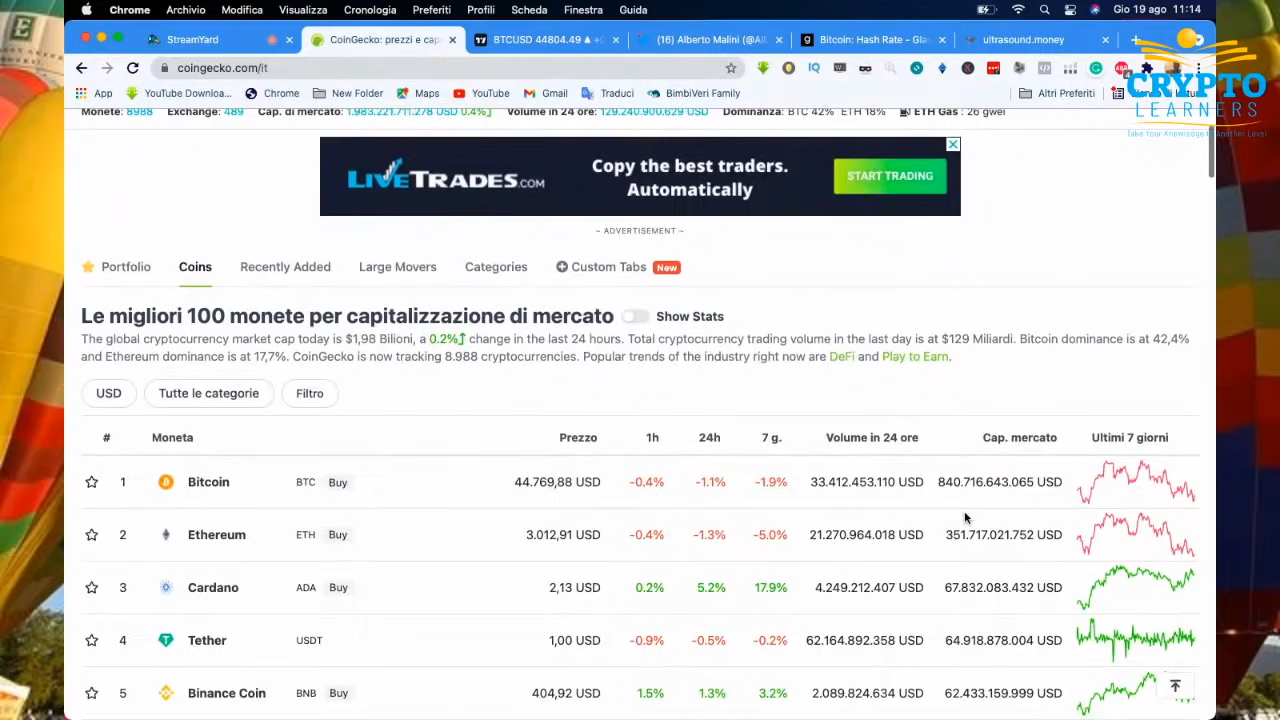 Chrome Archivio Modifica Visualizza Cronologia Preferiti Profili Scheda Finestra Guida Gio 19 ago 11:14
StreamYard CoinGecko: prezzi e cap BTCUSD 44804.49 (16) Alberto Malini (@Al Bitcoin: Hash Rate - Glas ultrasound.money
coingecko.com/it
App YouTube Downloa... Chrome New Folder Maps YouTube Gmail Traduci BimbiVeri Family Altri Preferiti
CRYPTO
LEARNERS
Take Your Knowledge to Another Level
Monete: 8988 Exchange: 489 Cap. di mercato: 1.983.221.711.278 USD 0.4% Volume in 24 ore: 129.240.900.629 USD Dominanza: BTC 42% ETH 18% ETH Gas : 26 gwei
LIVETRADES.COM
Copy the best traders.
Automatically
START TRADING
~ ADVERTISEMENT ~
Portfolio Coins Recently Added Large Movers Categories Custom Tabs New
Le migliori 100 monete per capitalizzazione di mercato Show Stats
The global cryptocurrency market cap today is $1,98 Bilioni, a 0.2% change in the last 24 hours. Total cryptocurrency trading volume in the last day is at $129 Miliardi. Bitcoin dominance is at 42,4%
and Ethereum dominance is at 17,7%. CoinGecko is now tracking 8.988 cryptocurrencies. Popular trends of the industry right now are DeFi and Play to Earn.
USD Tutte le categorie Filtro
# Moneta Prezzo 1h 24h 7 g. Volume in 24 ore Cap. mercato Ultimi 7 giorni
1 Bitcoin BTC Buy 44.769,88 USD -0.4% -1.1% -1.9% 33.412.453.110 USD 840.716.643.065 USD
2 Ethereum ETH Buy 3.012,91 USD -0.4% -1.3% -5.0% 21.270.964.018 USD 351.717.021.752 USD
3 Cardano ADA Buy 2,13 USD 0.2% 5.2% 17.9% 4.249.212.407 USD 67.832.083.432 USD
4 Tether USDT 1,00 USD -0.9% -0.5% -0.2% 62.164.892.358 USD 64.918.878.004 USD
5 Binance Coin BNB Buy 404,92 USD 1.5% 1.3% 3.2% 2.089.824.634 USD 62.433.159.999 USD